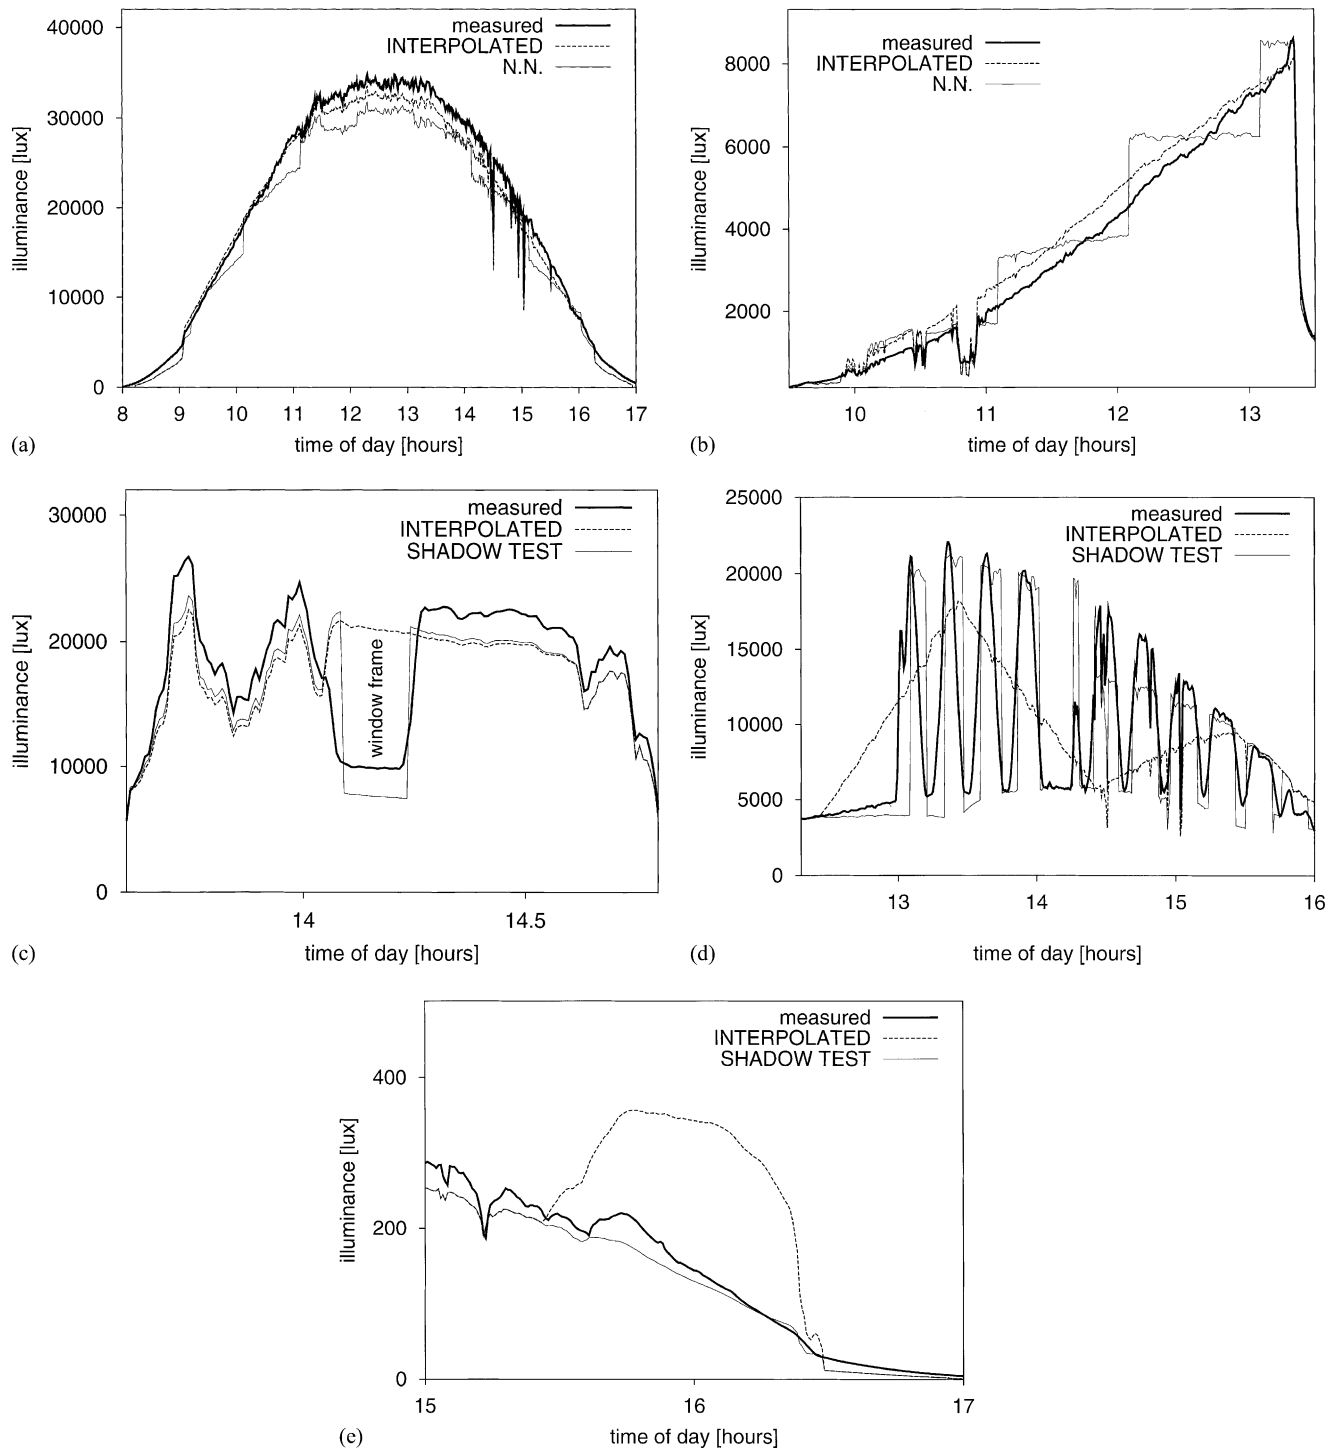 40000
30000
20000
10000
0
illuminance [lux]
measured
INTERPOLATED
N.N.
8 9 10 11 12 13 14 15 16 17
time of day [hours]
(a)
8000
6000
4000
2000
illuminance [lux]
measured
INTERPOLATED
N.N.
10 11 12 13
time of day [hours]
(b)
30000
20000
10000
0
illuminance [lux]
measured
INTERPOLATED
SHADOW TEST
window frame
14 14.5
time of day [hours]
(c)
25000
20000
15000
10000
5000
0
illuminance [lux]
measured
INTERPOLATED
SHADOW TEST
13 14 15 16
time of day [hours]
(d)
400
200
0
illuminance [lux]
measured
INTERPOLATED
SHADOW TEST
15 16 17
time of day [hours]
(e)